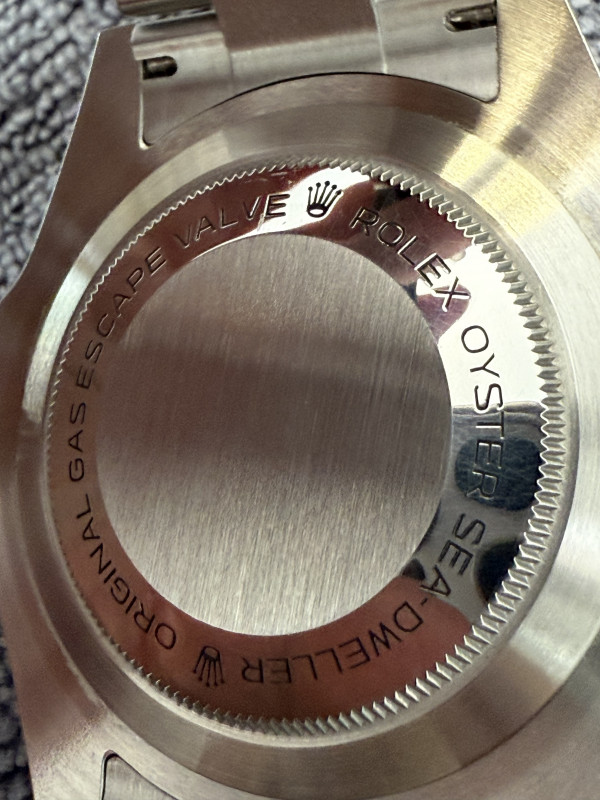 ROLEX OYSTER SEA-DWELLER
ORIGINAL GAS ESCAPE VALVE